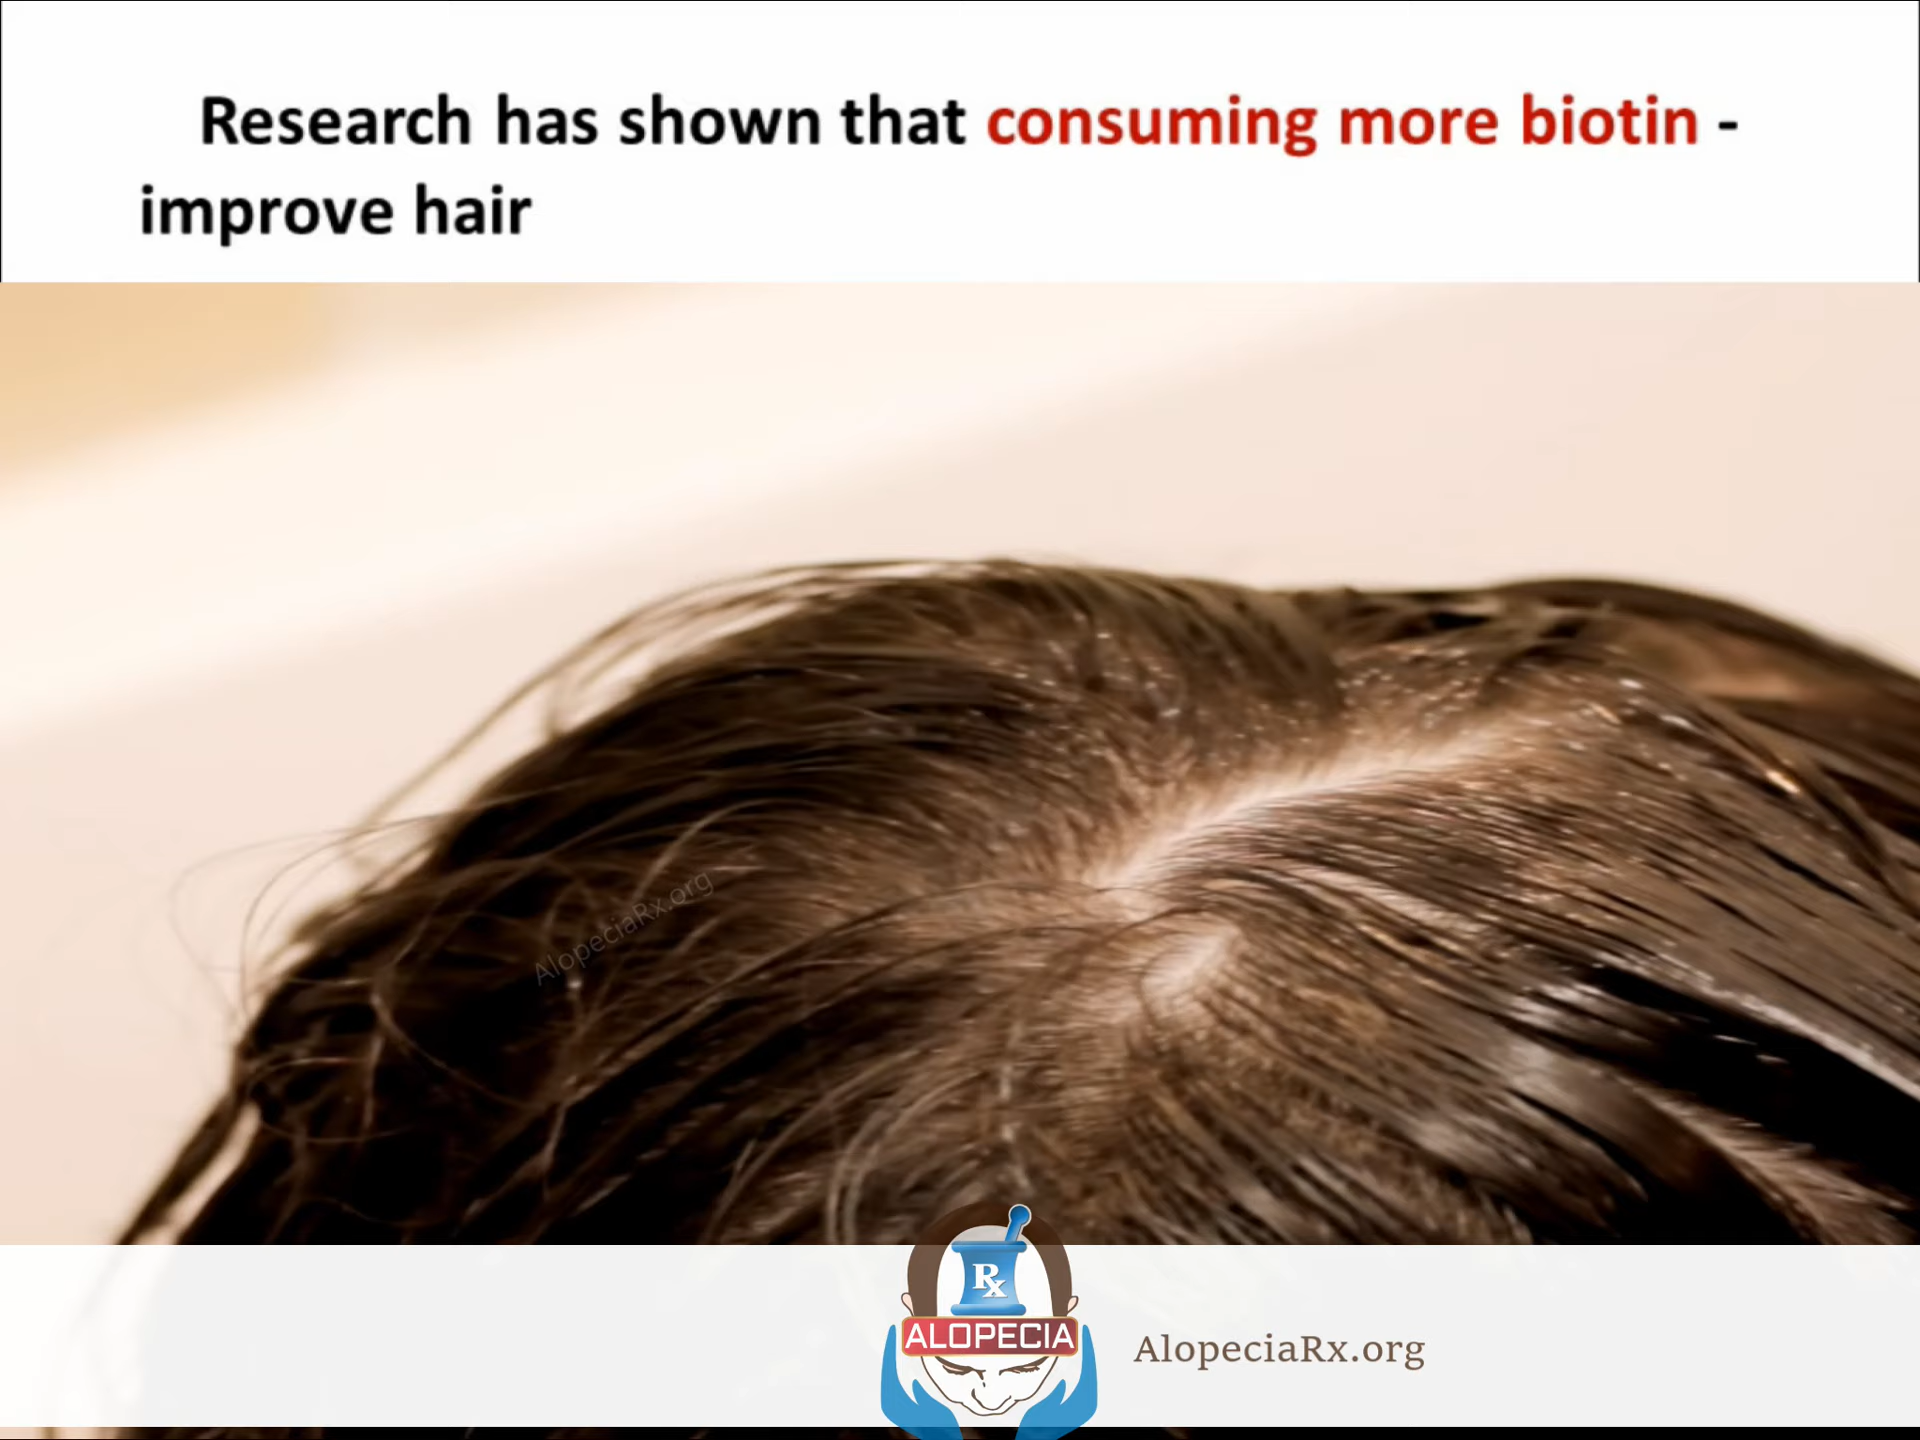 Research has shown that consuming more biotin -
improve hair
AlopeciaRx.org
Rx
ALOPECIA
AlopeciaRx.org